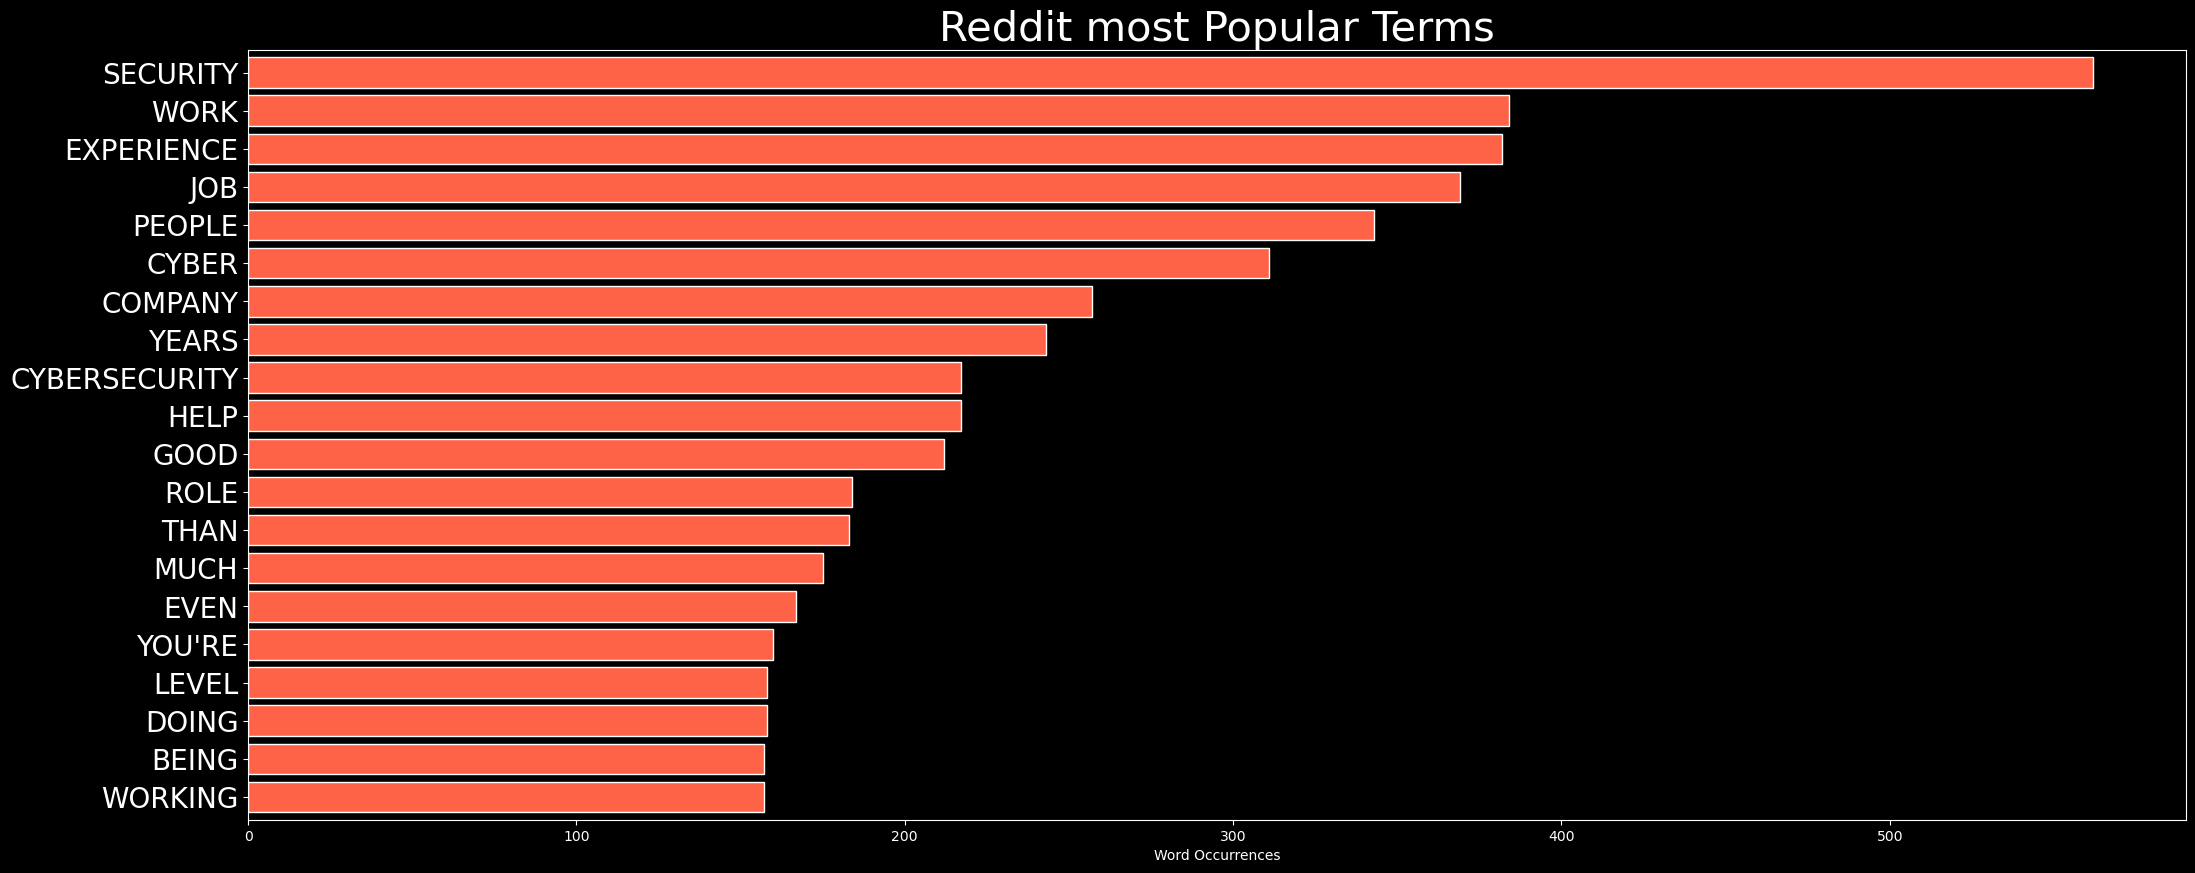 Reddit most Popular Terms
SECURITY
WORK
EXPERIENCE
JOB
PEOPLE
CYBER
COMPANY
YEARS
CYBERSECURITY
HELP
GOOD
ROLE
THAN
MUCH
EVEN
YOU'RE
LEVEL
DOING
BEING
WORKING
0 100 200 300 400 500
Word Occurrences